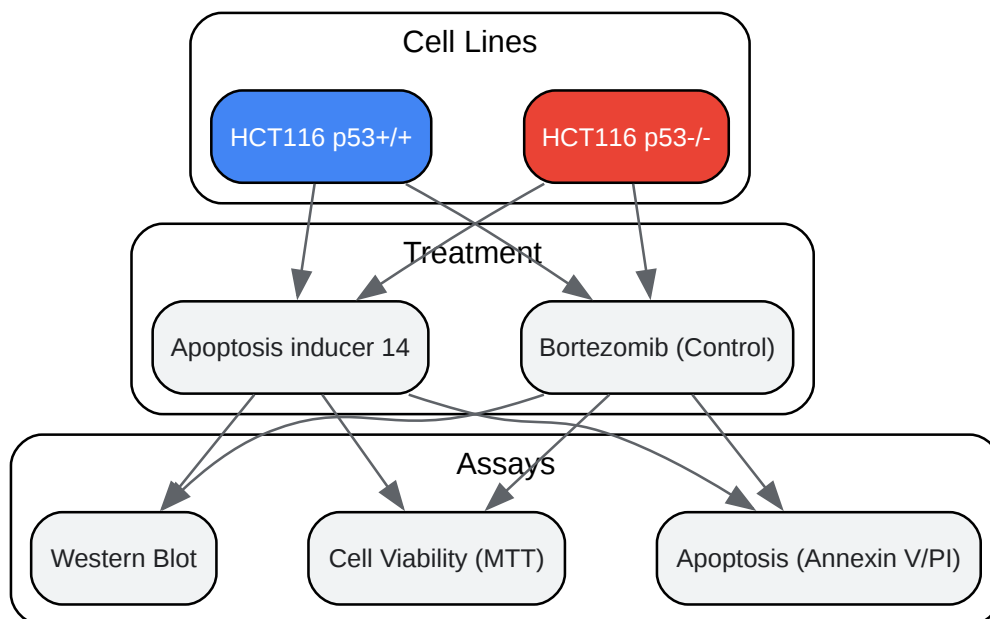 Cell Lines
HCT116 p53+/+
HCT116 p53-/-
Treatment
Apoptosis inducer 14
Bortezomib (Control)
Assays
Western Blot
Cell Viability (MTT)
Apoptosis (Annexin V/PI)